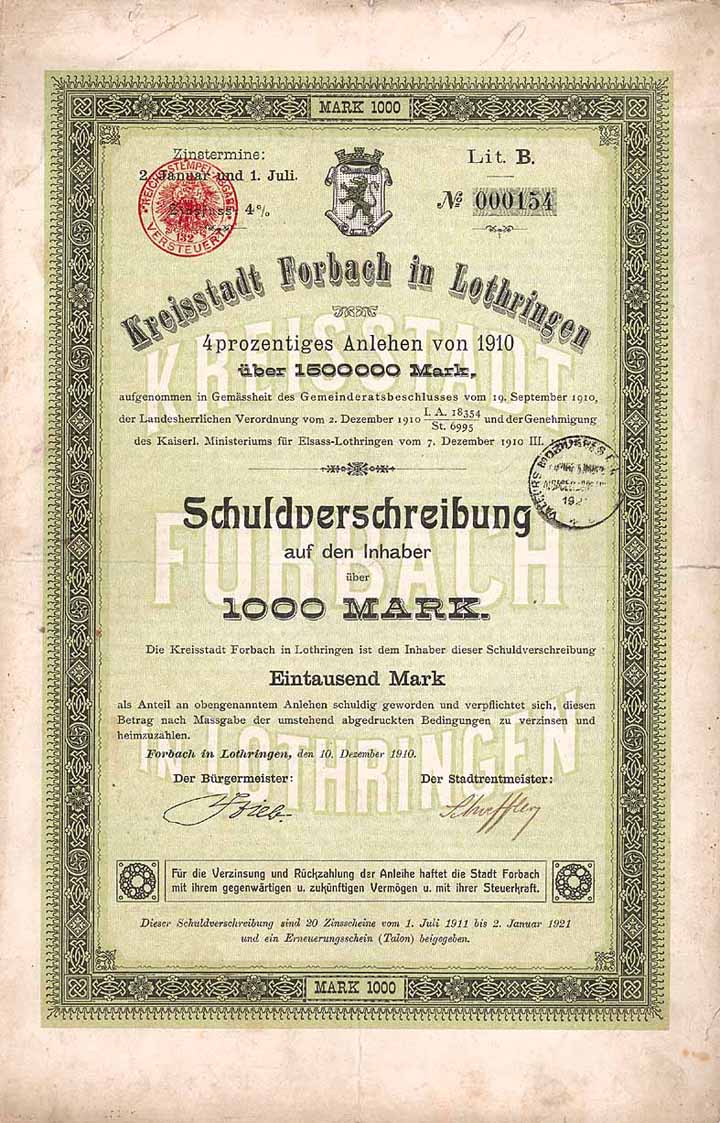 MARK 1000
Zinstermine:
2. Januar und 1. Juli.
4%
REICHSSTEMPELABGABE
VERSTEUERT
Lit. B.
№ 000154
Kreisstadt Forbach in Lothringen
4prozentiges Anlehen von 1910
über 1500000 Mark,
aufgenommen in Gemässheit des Gemeinderatsbeschlusses vom 19. September 1910,
der Landesherrlichen Verordnung vom 2. Dezember 1910 I. A. 18354 / St. 6995 und der Genehmigung
des Kaiserl. Ministeriums für Elsass-Lothringen vom 7. Dezember 1910 III.
KREISSTADT
Schuldverschreibung
auf den Inhaber
über
FORBACH
1000 MARK.
Die Kreisstadt Forbach in Lothringen ist dem Inhaber dieser Schuldverschreibung
Eintausend Mark
als Anteil an obengenanntem Anlehen schuldig geworden und verpflichtet sich, diesen
Betrag nach Massgabe der umstehend abgedruckten Bedingungen zu verzinsen und
heimzuzahlen.
IN LOTHRINGEN
Forbach in Lothringen, den 10. Dezember 1910.
Der Bürgermeister: Der Stadtrentmeister:
Für die Verzinsung und Rückzahlung der Anleihe haftet die Stadt Forbach
mit ihrem gegenwärtigen u. zukünftigen Vermögen u. mit ihrer Steuerkraft.
Dieser Schuldverschreibung sind 20 Zinsscheine vom 1. Juli 1911 bis 2. Januar 1921
und ein Erneuerungsschein (Talon) beigegeben.
MARK 1000